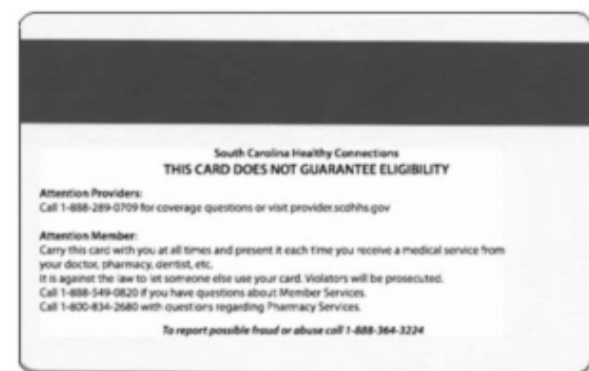 South Carolina Healthy Connections
THIS CARD DOES NOT GUARANTEE ELIGIBILITY
Attention Providers:
Call 1-888-289-0709 for coverage questions or visit provider.scdhhs.gov
Attention Member:
Carry this card with you at all times and present it each time you receive a medical service from
your doctor, pharmacy, dentist, etc.
It is against the law to let someone else use your card. Violators will be prosecuted.
Call 1-888-549-0820 if you have questions about Member Services.
Call 1-800-834-2680 with questions regarding Pharmacy Services.
To report possible fraud or abuse call 1-888-364-3224